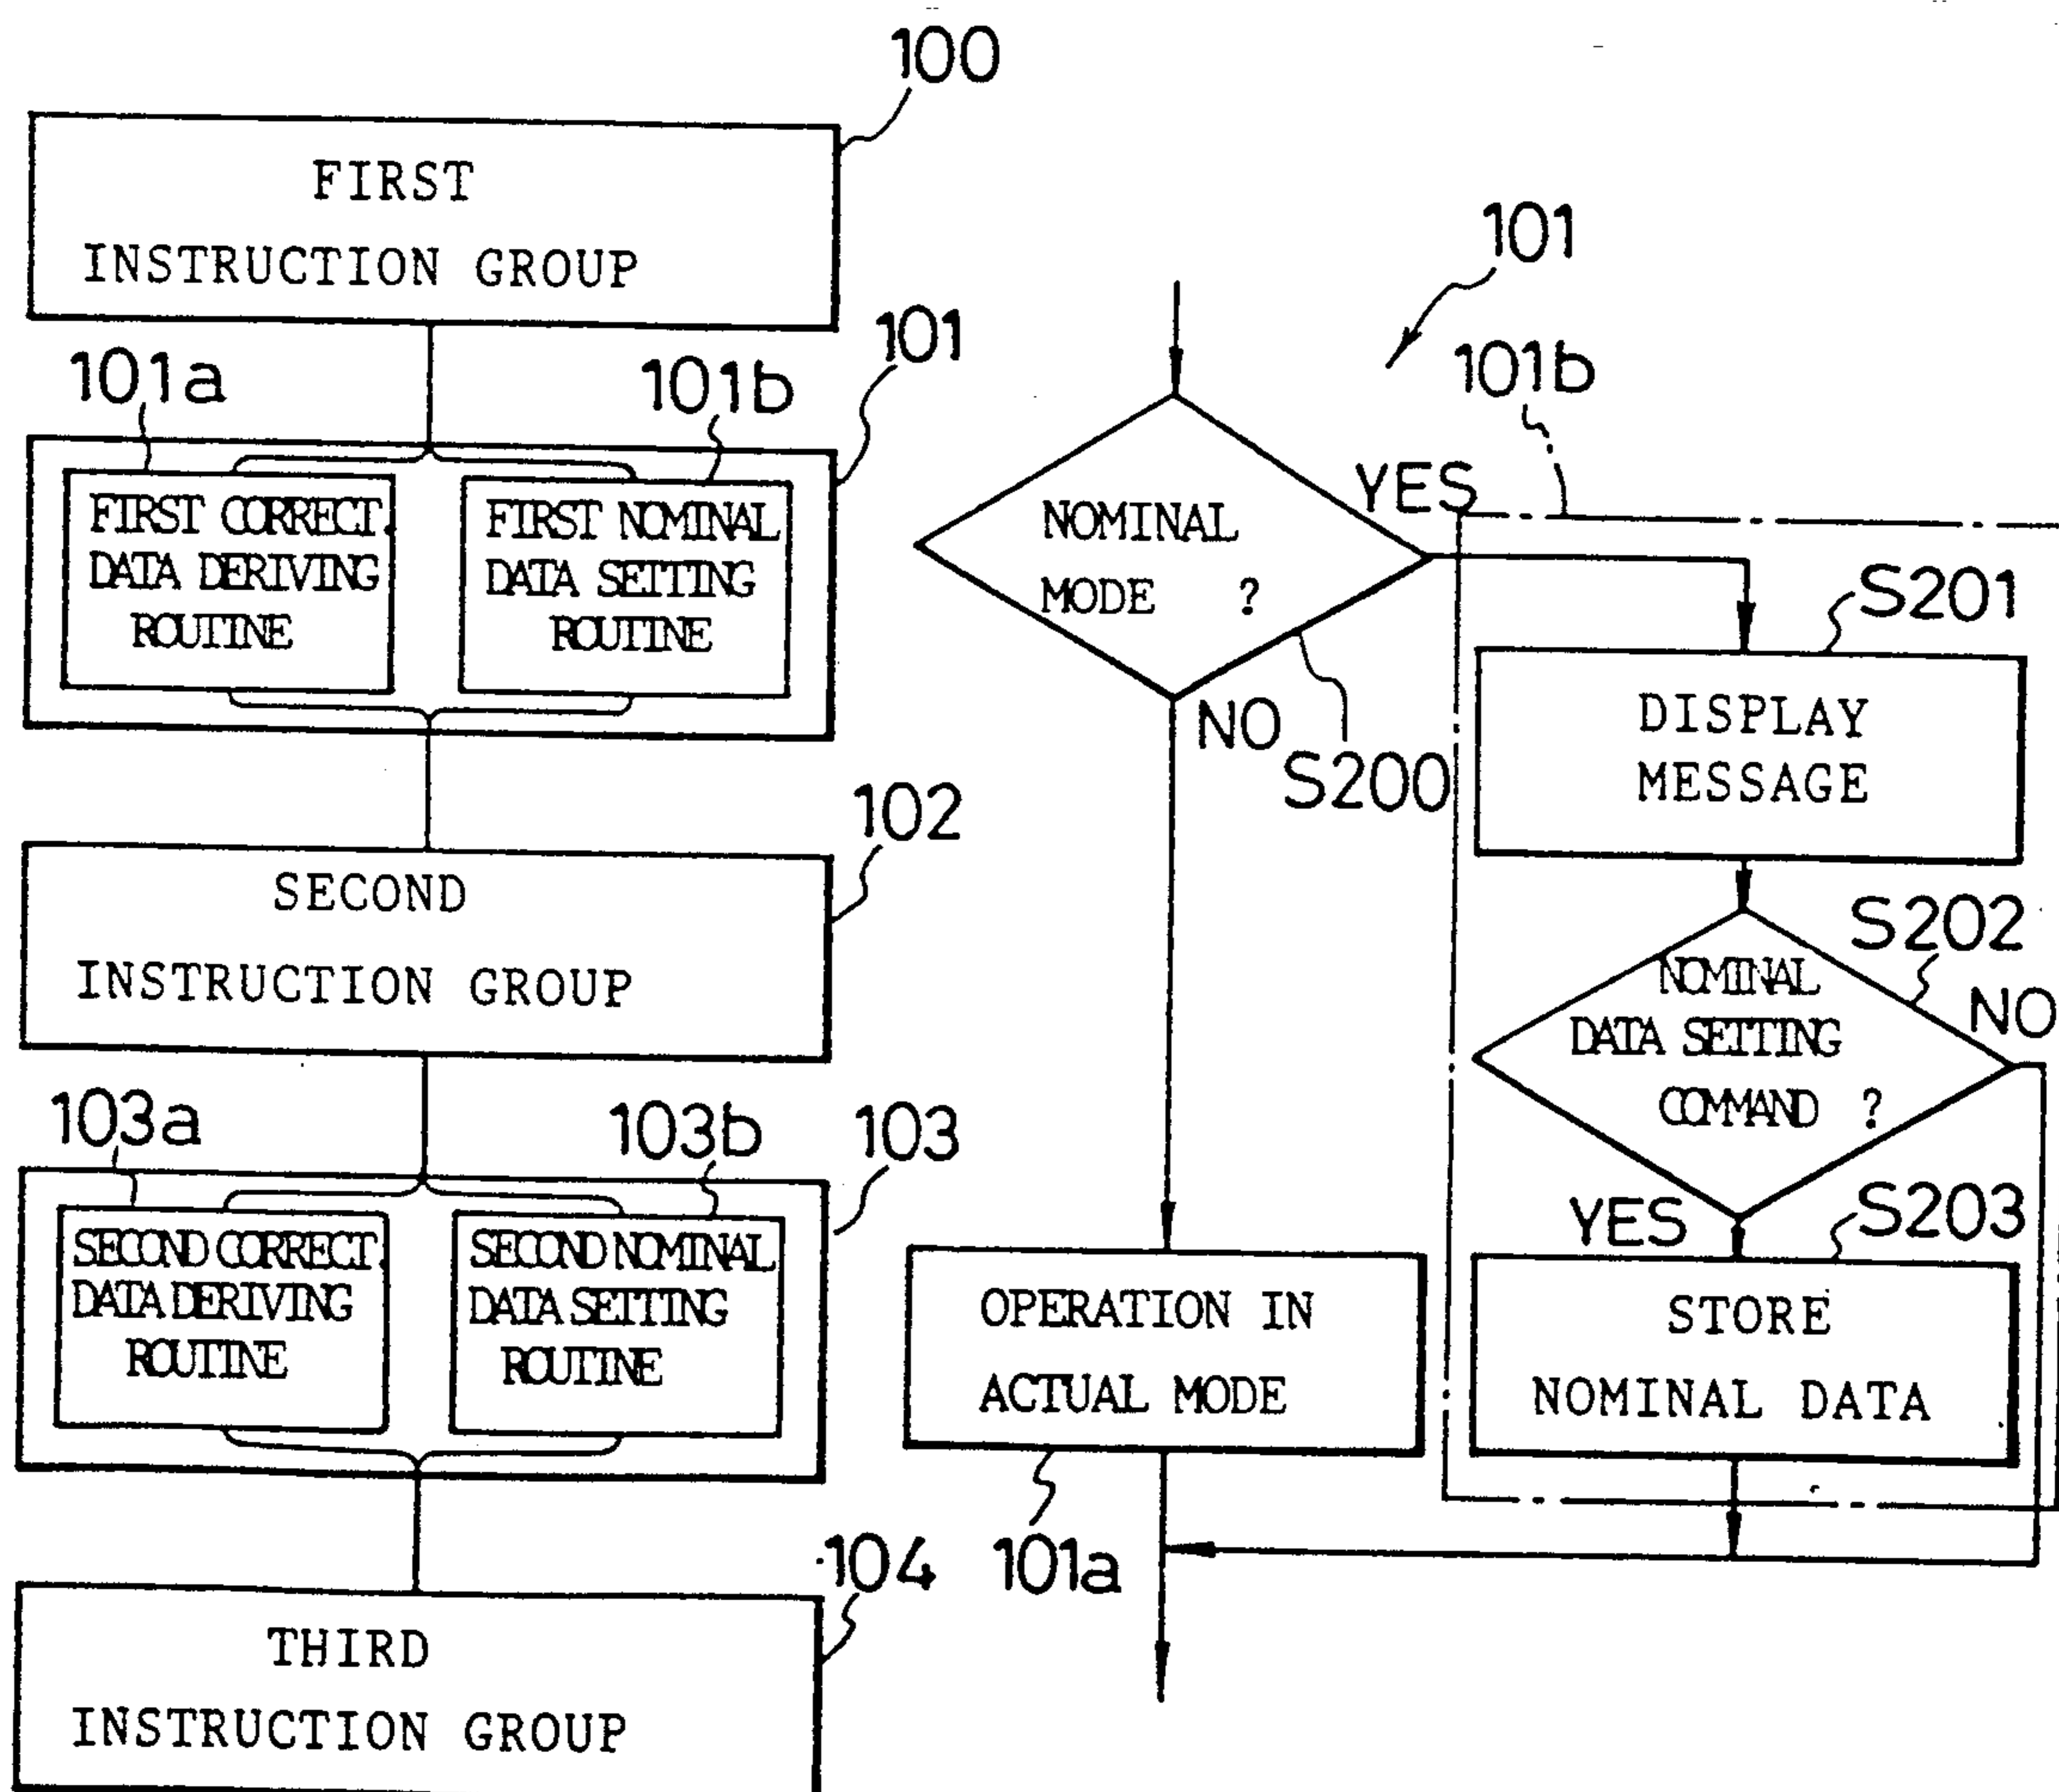 100
FIRST
INSTRUCTION GROUP
101
101a
101b
FIRST CORRECT.
DATA DERIVING
ROUTINE
FIRST NOMINAL
DATA SETTING
ROUTINE
102
SECOND
INSTRUCTION GROUP
103a
103b
103
SECOND CORRECT.
DATA DERIVING
ROUTINE
SECOND NOMINAL
DATA SETTING
ROUTINE
104
THIRD
INSTRUCTION GROUP
101
101b
NOMINAL
MODE ?
YES
NO
S200
S201
DISPLAY
MESSAGE
S202
NOMINAL
DATA SETTING
COMMAND ?
NO
YES
S203
STORE
NOMINAL DATA
OPERATION IN
ACTUAL MODE
101a